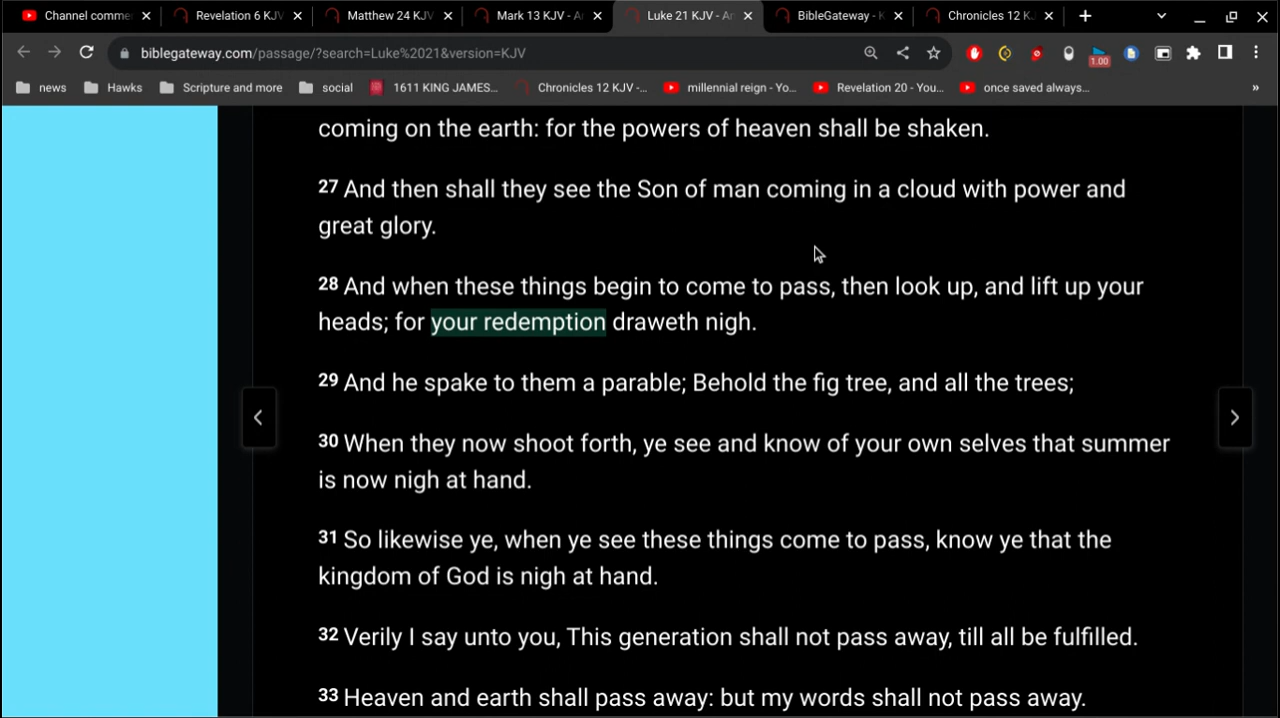 Channel comme
Revelation 6 KJV
Matthew 24 KJV
Mark 13 KJV - A
Luke 21 KJV - A
BibleGateway - K
Chronicles 12 K
biblegateway.com/passage/?search=Luke%2021&version=KJV
1.00
news
Hawks
Scripture and more
social
1611 KING JAMES...
Chronicles 12 KJV -...
millennial reign - Yo...
Revelation 20 - You...
once saved always...
coming on the earth: for the powers of heaven shall be shaken.
27 And then shall they see the Son of man coming in a cloud with power and
great glory.
28 And when these things begin to come to pass, then look up, and lift up your
heads; for your redemption draweth nigh.
29 And he spake to them a parable; Behold the fig tree, and all the trees;
30 When they now shoot forth, ye see and know of your own selves that summer
is now nigh at hand.
31 So likewise ye, when ye see these things come to pass, know ye that the
kingdom of God is nigh at hand.
32 Verily I say unto you, This generation shall not pass away, till all be fulfilled.
33 Heaven and earth shall pass away: but my words shall not pass away.